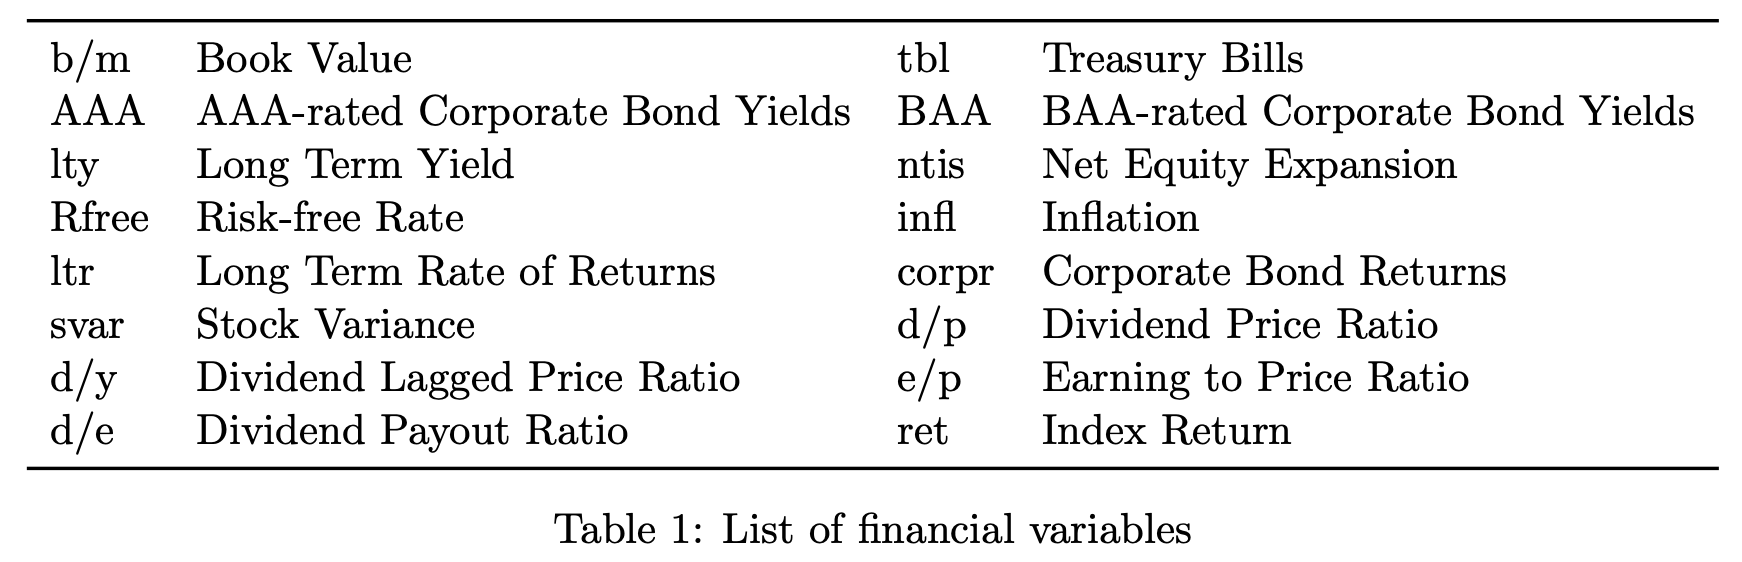 b/m Book Value tbl Treasury Bills
AAA AAA-rated Corporate Bond Yields BAA BAA-rated Corporate Bond Yields
lty Long Term Yield ntis Net Equity Expansion
Rfree Risk-free Rate infl Inflation
ltr Long Term Rate of Returns corpr Corporate Bond Returns
svar Stock Variance d/p Dividend Price Ratio
d/y Dividend Lagged Price Ratio e/p Earning to Price Ratio
d/e Dividend Payout Ratio ret Index Return
Table 1: List of financial variables